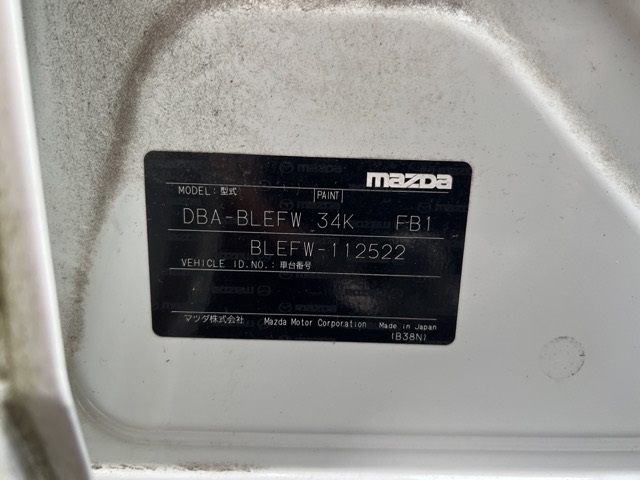 mazda
MODEL: 型式 PAINT
DBA-BLEFW 34K FB1
BLEFW-112522
VEHICLE ID.NO.: 車台番号
マツダ株式会社 Mazda Motor Corporation Made in Japan
(B38N)